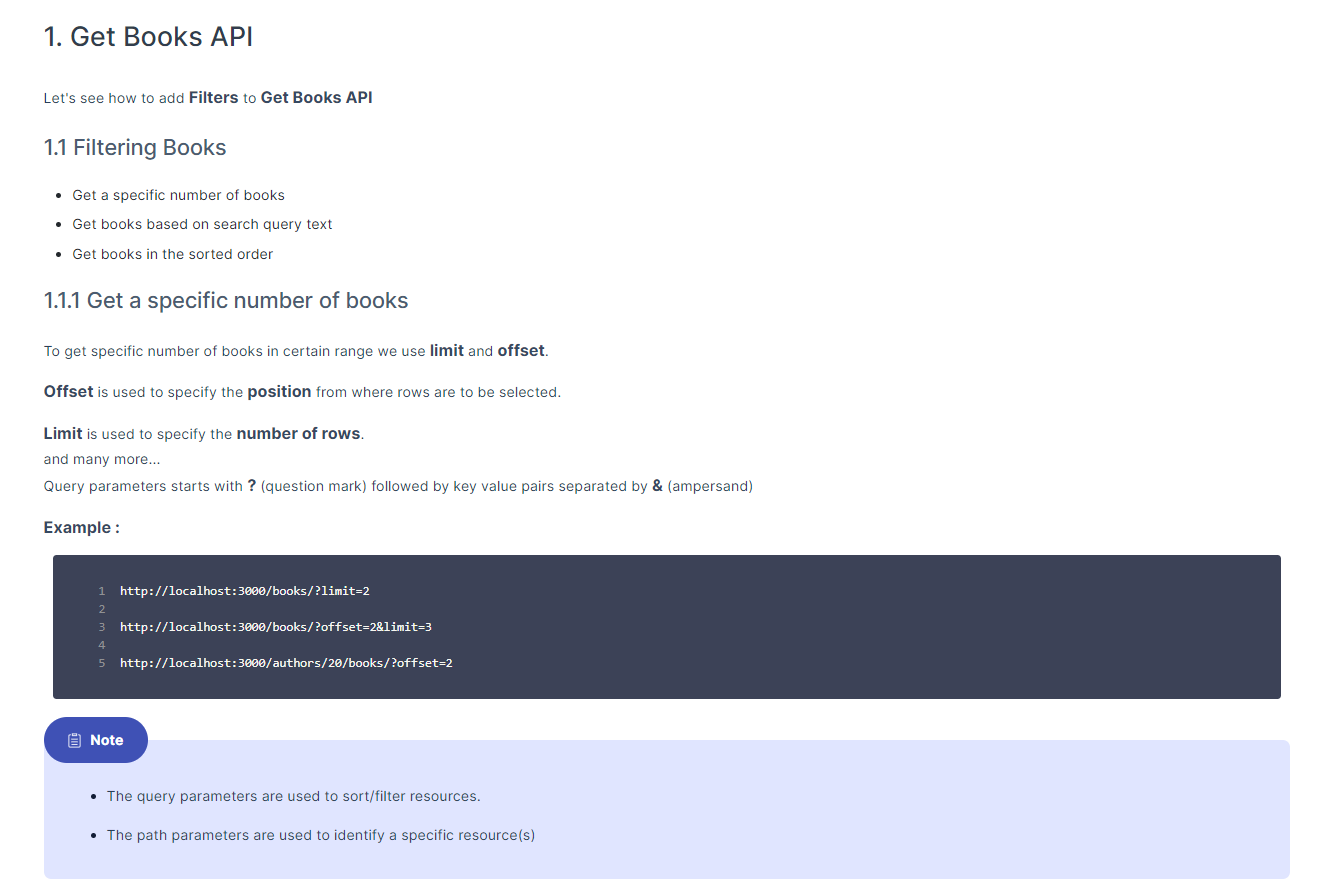 1. Get Books API
Let's see how to add Filters to Get Books API
1.1 Filtering Books
• Get a specific number of books
• Get books based on search query text
• Get books in the sorted order
1.1.1 Get a specific number of books
To get specific number of books in certain range we use limit and offset.
Offset is used to specify the position from where rows are to be selected.
Limit is used to specify the number of rows.
and many more...
Query parameters starts with ? (question mark) followed by key value pairs separated by & (ampersand)
Example :
1 http://localhost:3000/books/?limit=2
2
3 http://localhost:3000/books/?offset=2&limit=3
4
5 http://localhost:3000/authors/20/books/?offset=2
Note
• The query parameters are used to sort/filter resources.
• The path parameters are used to identify a specific resource(s)